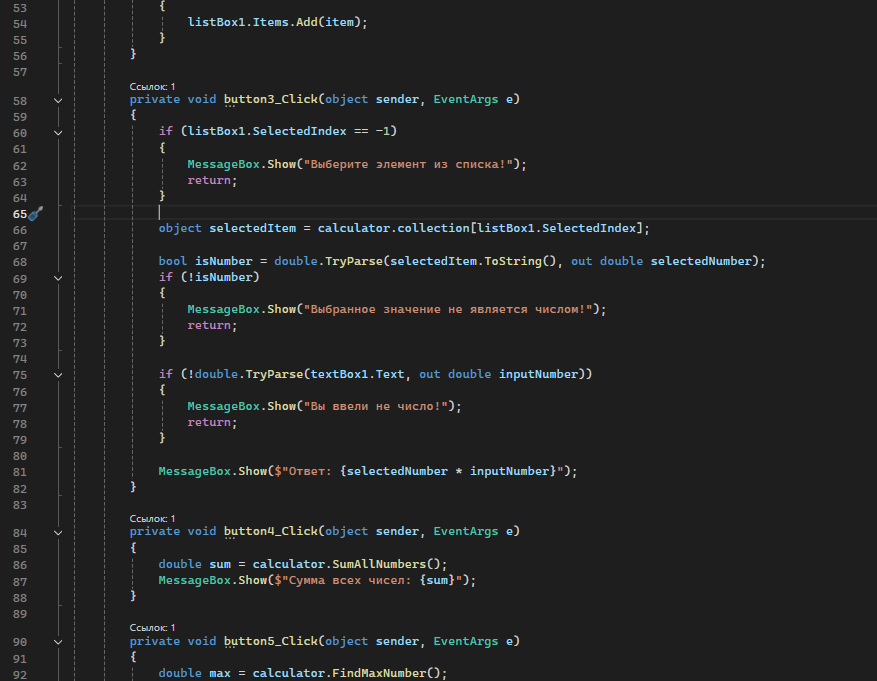 53 {
54 listBox1.Items.Add(item);
55 }
56 }
57
Ссылок: 1
58 private void button3_Click(object sender, EventArgs e)
59 {
60 if (listBox1.SelectedIndex == -1)
61 {
62 MessageBox.Show("Выберите элемент из списка!");
63 return;
64 }
65
66 object selectedItem = calculator.collection[listBox1.SelectedIndex];
67
68 bool isNumber = double.TryParse(selectedItem.ToString(), out double selectedNumber);
69 if (!isNumber)
70 {
71 MessageBox.Show("Выбранное значение не является числом!");
72 return;
73 }
74
75 if (!double.TryParse(textBox1.Text, out double inputNumber))
76 {
77 MessageBox.Show("Вы ввели не число!");
78 return;
79 }
80
81 MessageBox.Show($"Ответ: {selectedNumber * inputNumber}");
82 }
83
Ссылок: 1
84 private void button4_Click(object sender, EventArgs e)
85 {
86 double sum = calculator.SumAllNumbers();
87 MessageBox.Show($"Сумма всех чисел: {sum}");
88 }
89
Ссылок: 1
90 private void button5_Click(object sender, EventArgs e)
91 {
92 double max = calculator.FindMaxNumber();